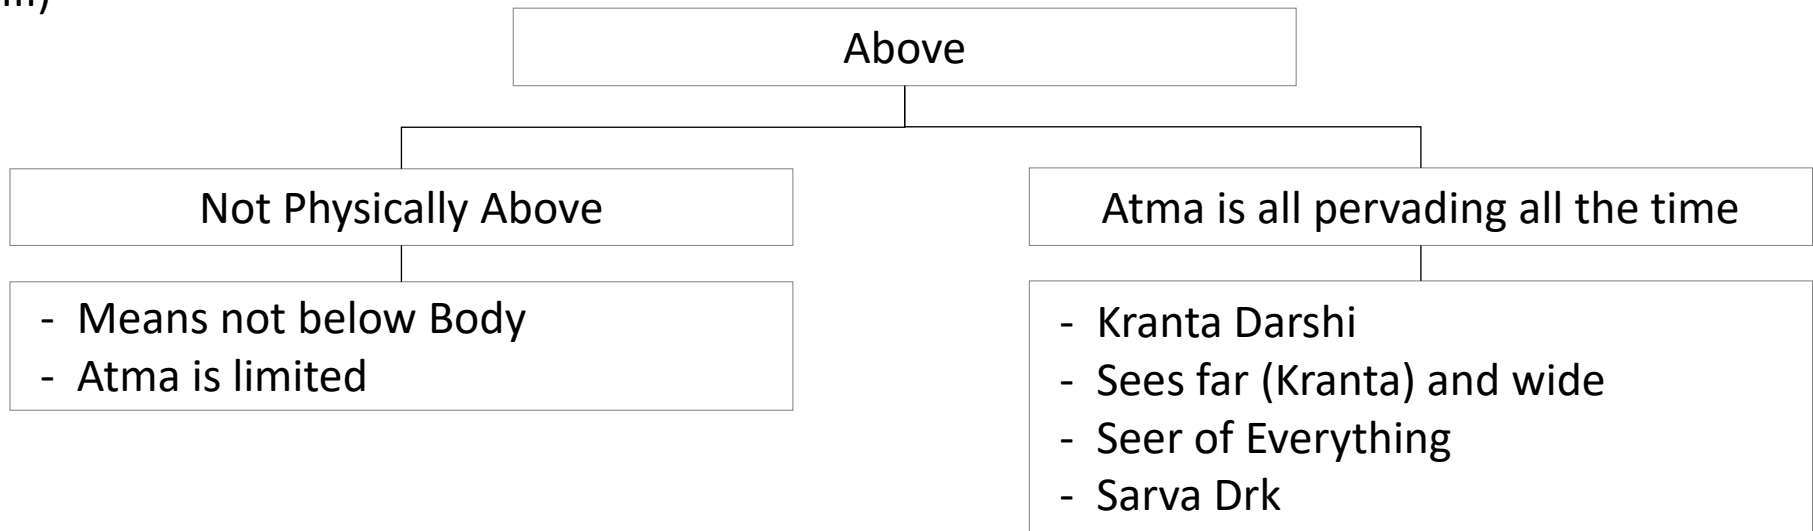 Above
Not Physically Above
Atma is all pervading all the time
- Means not below Body
- Atma is limited
- Kranta Darshi
- Sees far (Kranta) and wide
- Seer of Everything
- Sarva Drk